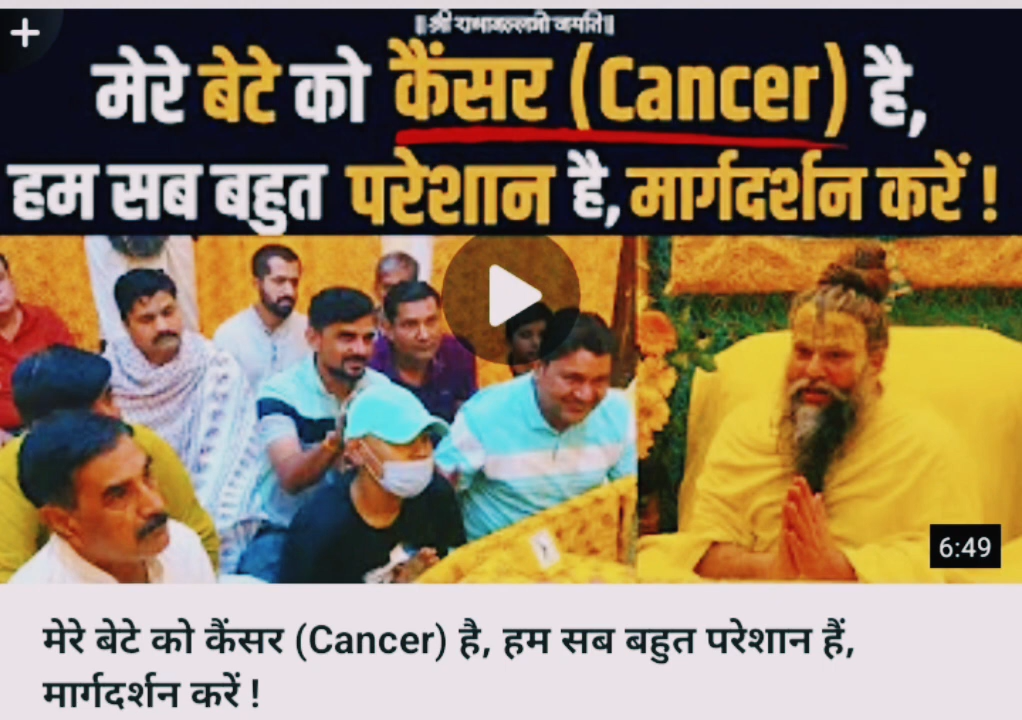 मेरे बेटे को कैंसर (Cancer) है,
हम सब बहुत परेशान है, मार्गदर्शन करें !
6:49
मेरे बेटे को कैंसर (Cancer) है, हम सब बहुत परेशान हैं,
मार्गदर्शन करें !